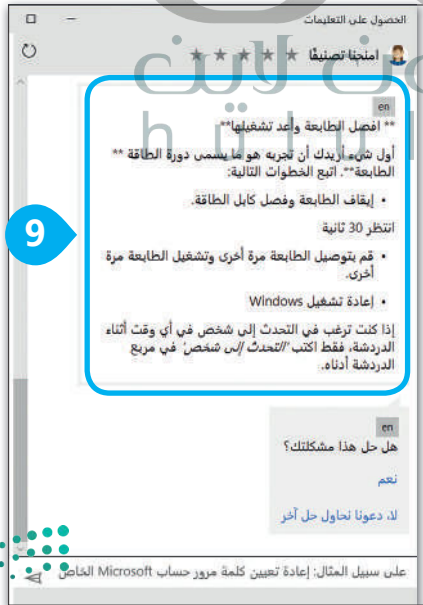 الحصول على التعليمات
امنحنا تصنيفًا
en
** افصل الطابعة وأعد تشغيلها**
أول شيء أريدك أن تجربه هو ما يسمى دورة الطاقة **
الطابعة**. اتبع الخطوات التالية:
• إيقاف الطابعة وفصل كابل الطاقة.
انتظر 30 ثانية
• قم بتوصيل الطابعة مرة أخرى وتشغيل الطابعة مرة
أخرى.
• إعادة تشغيل Windows
إذا كنت ترغب في التحدث إلى شخص في أي وقت أثناء
الدردشة، فقط اكتب 'التحدث إلى شخص' في مربع
الدردشة أدناه.
9
en
هل حل هذا مشكلتك؟
نعم
لا، دعونا نحاول حل آخر
على سبيل المثال: إعادة تعيين كلمة مرور حساب Microsoft الخاص